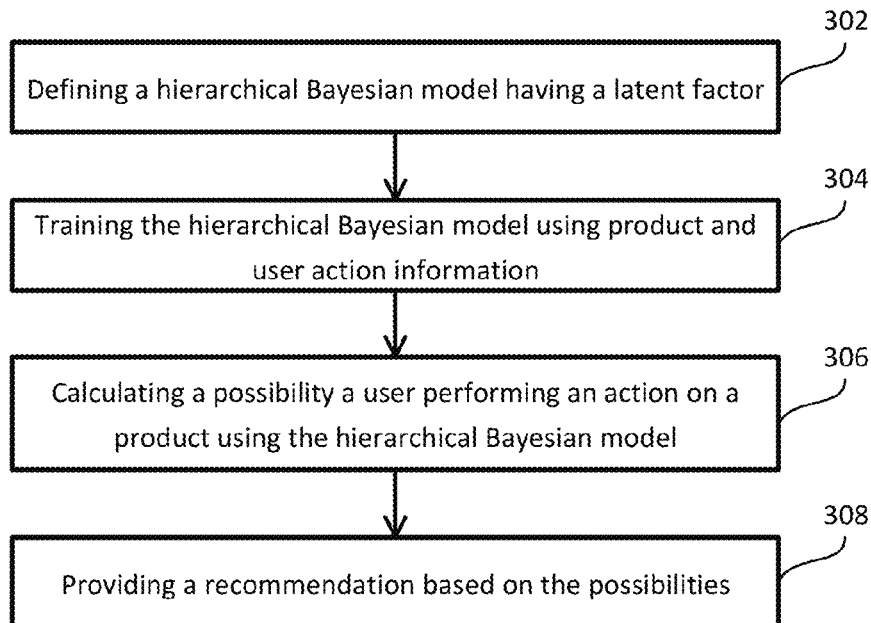 302
Defining a hierarchical Bayesian model having a latent factor
304
Training the hierarchical Bayesian model using product and
user action information
306
Calculating a possibility a user performing an action on a
product using the hierarchical Bayesian model
308
Providing a recommendation based on the possibilities